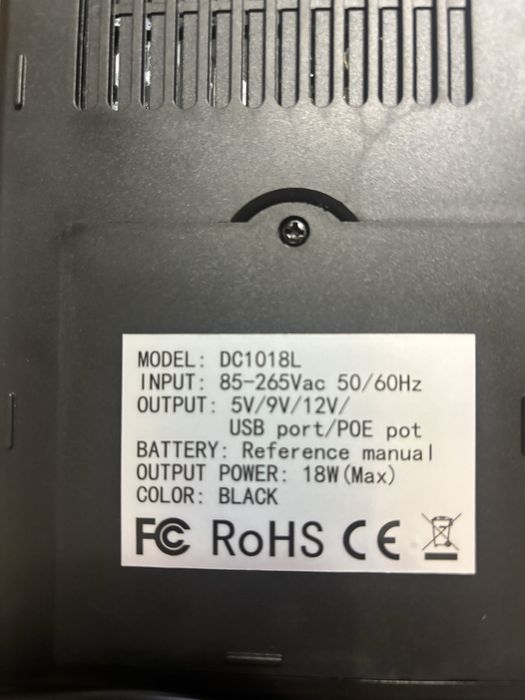 MODEL: DC1018L
INPUT: 85-265Vac 50/60Hz
OUTPUT: 5V/9V/12V/
USB port/POE pot
BATTERY: Reference manual
OUTPUT POWER: 18W(Max)
COLOR: BLACK
FC RoHS CE